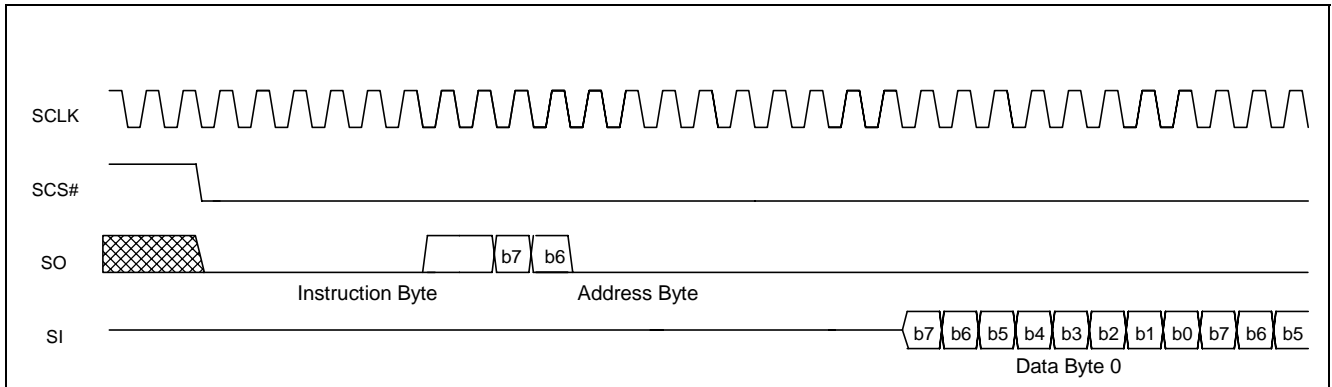 SCLK
SCS#
SO
b7 b6
Instruction Byte Address Byte
SI
b7 b6 b5 b4 b3 b2 b1 b0 b7 b6 b5
Data Byte 0